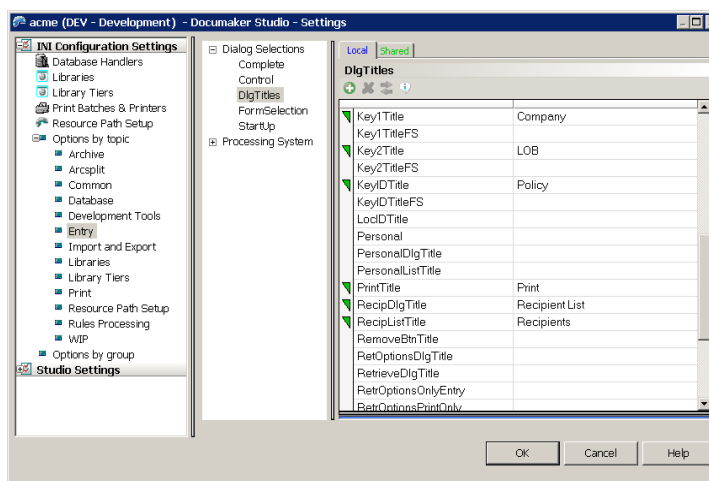 acme (DEV - Development) - Documaker Studio - Settings
INI Configuration Settings
Database Handlers
Libraries
Library Tiers
Print Batches & Printers
Resource Path Setup
Options by topic
Archive
Arcsplit
Common
Database
Development Tools
Entry
Import and Export
Libraries
Library Tiers
Print
Resource Path Setup
Rules Processing
WIP
Options by group
Studio Settings
Dialog Selections
Complete
Control
DlgTitles
FormSelection
StartUp
Processing System
Local Shared
DlgTitles
Key1Title Company
Key1TitleFS
Key2Title LOB
Key2TitleFS
KeyIDTitle Policy
KeyIDTitleFS
LocIDTitle
Personal
PersonalDlgTitle
PersonalListTitle
PrintTitle Print
RecipDlgTitle Recipient List
RecipListTitle Recipients
RemoveBtnTitle
RetOptionsDlgTitle
RetrieveDlgTitle
RetrOptionsOnlyEntry
RetrOptionsPrintOnly
OK Cancel Help